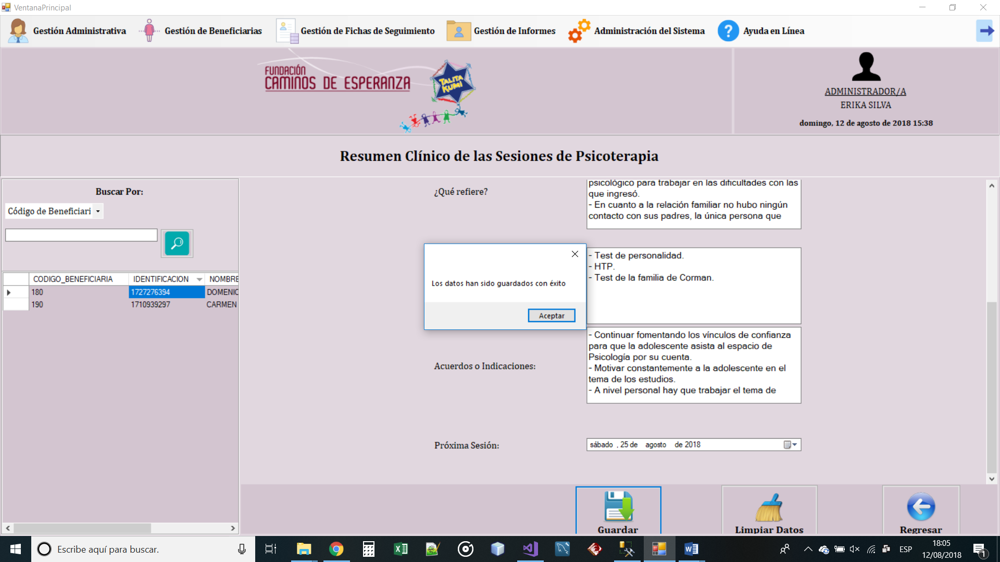 VentanaPrincipal
Gestión Administrativa
Gestión de Beneficiarias
Gestión de Fichas de Seguimiento
Gestión de Informes
Administración del Sistema
Ayuda en Línea
FUNDACIÓN
CAMINOS DE ESPERANZA
TALITA
KUMI
ADMINISTRADOR/A
ERIKA SILVA
domingo, 12 de agosto de 2018 15:38
Resumen Clínico de las Sesiones de Psicoterapia
Buscar Por:
Código de Beneficiari
CODIGO_BENEFICIARIA IDENTIFICACION NOMBRE
180 1727276394 DOMENIC
190 1710939297 CARMEN
¿Qué refiere?
psicológico para trabajar en las dificultades con las
que ingresó.
- En cuanto a la relación familiar no hubo ningún
contacto con sus padres, la única persona que
- Test de personalidad.
- HTP.
- Test de la familia de Corman.
Los datos han sido guardados con éxito
Aceptar
Acuerdos o Indicaciones:
- Continuar fomentando los vínculos de confianza
para que la adolescente asista al espacio de
Psicología por su cuenta.
- Motivar constantemente a la adolescente en el
tema de los estudios.
- A nivel personal hay que trabajar el tema de
Próxima Sesión:
sábado , 25 de agosto de 2018
Guardar
Limpiar Datos
Regresar
Escribe aquí para buscar.
ESP
18:05
12/08/2018
1